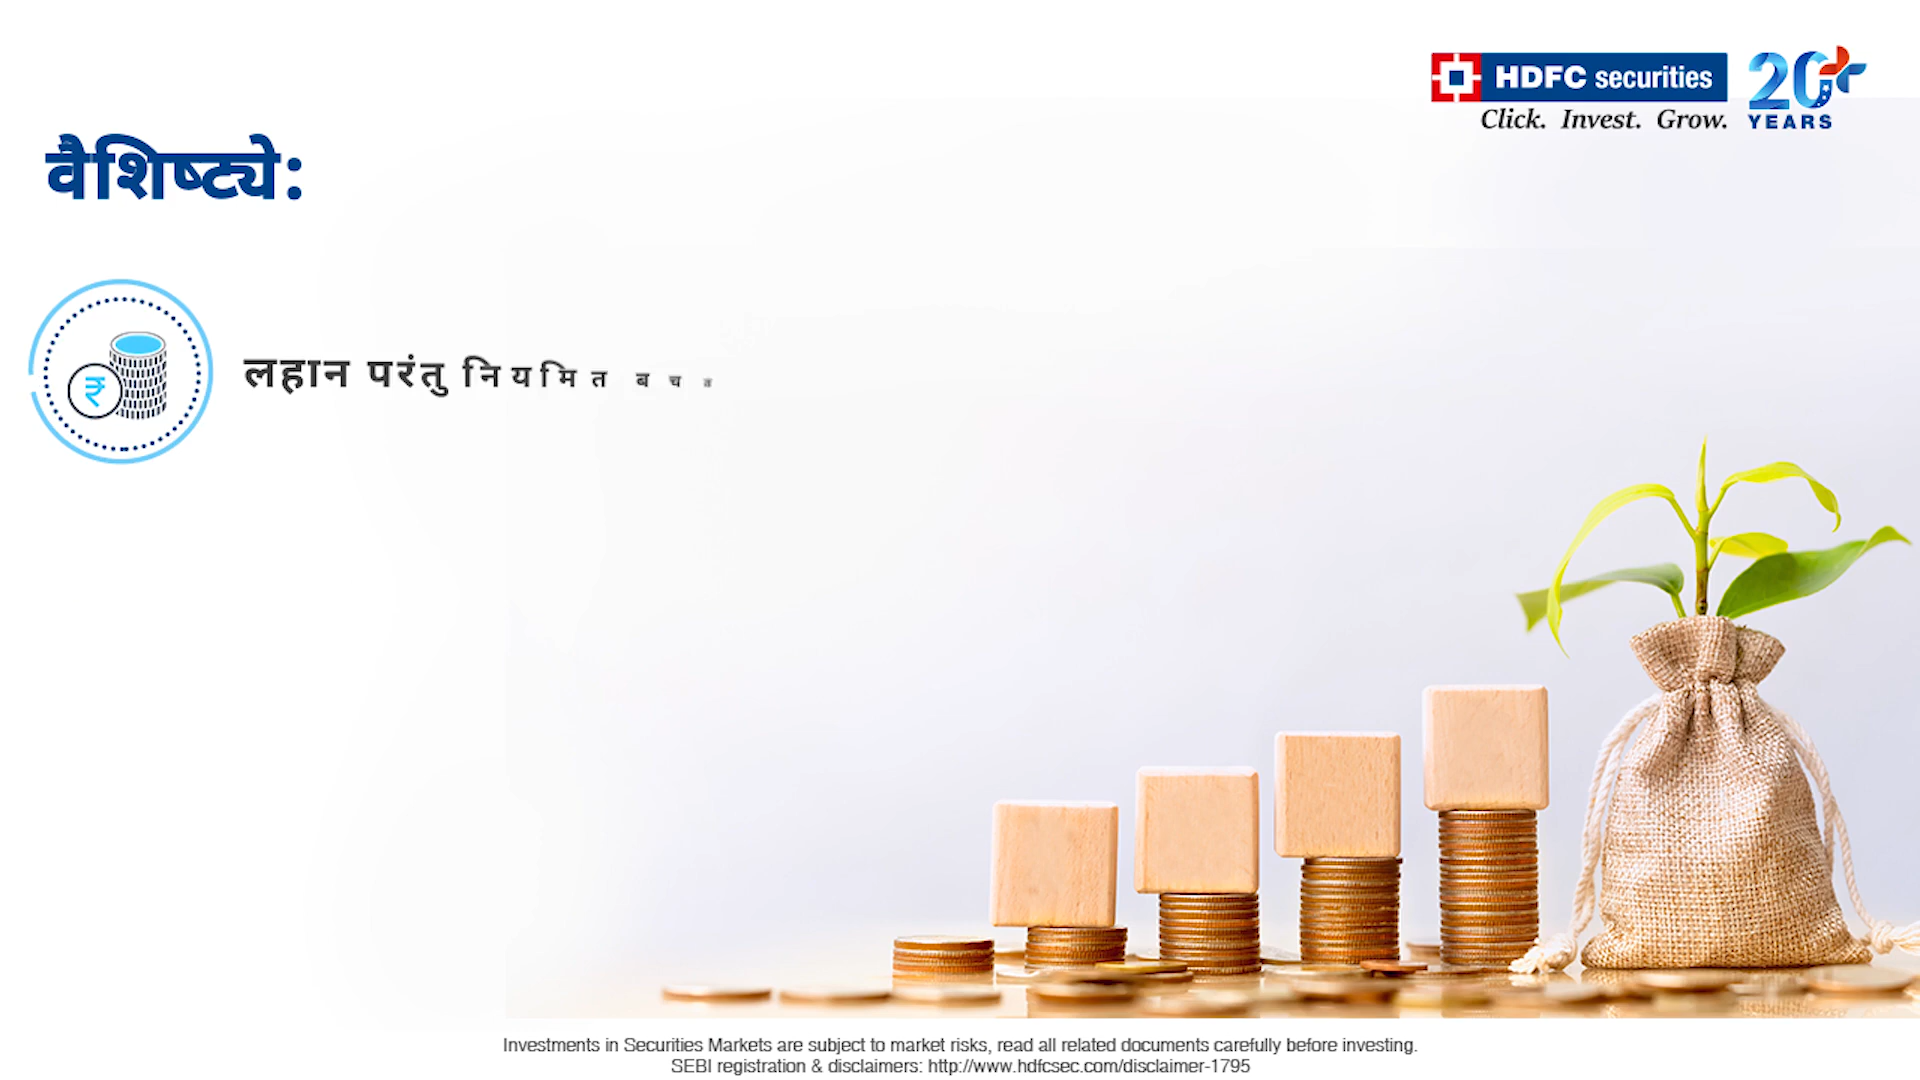 HDFC securities
Click. Invest. Grow.
20
YEARS
वैशिष्ट्ये:
₹
लहान परंतु नियमित बचत
Investments in Securities Markets are subject to market risks, read all related documents carefully before investing.
SEBI registration & disclaimers: http://www.hdfcsec.com/disclaimer-1795